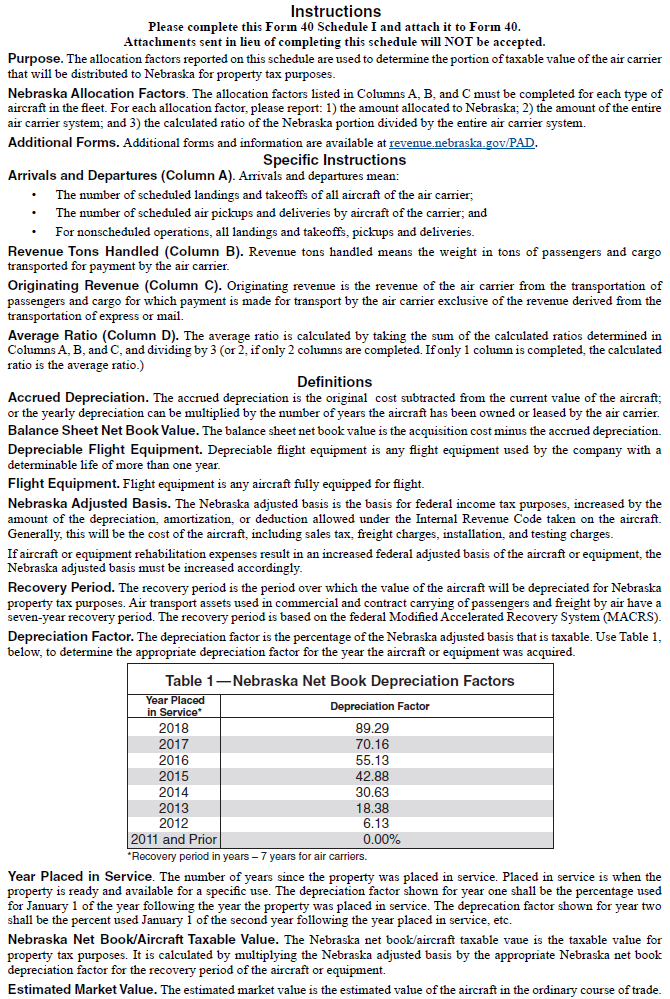 Instructions
Please complete this Form 40 Schedule I and attach it to Form 40.
Attachments sent in lieu of completing this schedule will NOT be accepted.
Purpose. The allocation factors reported on this schedule are used to determine the portion of taxable value of the air carrier
that will be distributed to Nebraska for property tax purposes.
Nebraska Allocation Factors. The allocation factors listed in Columns A, B, and C must be completed for each type of
aircraft in the fleet. For each allocation factor, please report: 1) the amount allocated to Nebraska; 2) the amount of the entire
air carrier system; and 3) the calculated ratio of the Nebraska portion divided by the entire air carrier system.
Additional Forms. Additional forms and information are available at revenue.nebraska.gov/PAD.
Specific Instructions
Arrivals and Departures (Column A). Arrivals and departures mean:
• The number of scheduled landings and takeoffs of all aircraft of the air carrier;
• The number of scheduled air pickups and deliveries by aircraft of the carrier; and
• For nonscheduled operations, all landings and takeoffs, pickups and deliveries.
Revenue Tons Handled (Column B). Revenue tons handled means the weight in tons of passengers and cargo
transported for payment by the air carrier.
Originating Revenue (Column C). Originating revenue is the revenue of the air carrier from the transportation of
passengers and cargo for which payment is made for transport by the air carrier exclusive of the revenue derived from the
transportation of express or mail.
Average Ratio (Column D). The average ratio is calculated by taking the sum of the calculated ratios determined in
Columns A, B, and C, and dividing by 3 (or 2, if only 2 columns are completed. If only 1 column is completed, the calculated
ratio is the average ratio.)
Definitions
Accrued Depreciation. The accrued depreciation is the original cost subtracted from the current value of the aircraft;
or the yearly depreciation can be multiplied by the number of years the aircraft has been owned or leased by the air carrier.
Balance Sheet Net Book Value. The balance sheet net book value is the acquisition cost minus the accrued depreciation.
Depreciable Flight Equipment. Depreciable flight equipment is any flight equipment used by the company with a
determinable life of more than one year.
Flight Equipment. Flight equipment is any aircraft fully equipped for flight.
Nebraska Adjusted Basis. The Nebraska adjusted basis is the basis for federal income tax purposes, increased by the
amount of the depreciation, amortization, or deduction allowed under the Internal Revenue Code taken on the aircraft.
Generally, this will be the cost of the aircraft, including sales tax, freight charges, installation, and testing charges.
If aircraft or equipment rehabilitation expenses result in an increased federal adjusted basis of the aircraft or equipment, the
Nebraska adjusted basis must be increased accordingly.
Recovery Period. The recovery period is the period over which the value of the aircraft will be depreciated for Nebraska
property tax purposes. Air transport assets used in commercial and contract carrying of passengers and freight by air have a
seven-year recovery period. The recovery period is based on the federal Modified Accelerated Recovery System (MACRS).
Depreciation Factor. The depreciation factor is the percentage of the Nebraska adjusted basis that is taxable. Use Table 1,
below, to determine the appropriate depreciation factor for the year the aircraft or equipment was acquired.
Table 1—Nebraska Net Book Depreciation Factors
Year Placed
in Service* Depreciation Factor
2018 89.29
2017 70.16
2016 55.13
2015 42.88
2014 30.63
2013 18.38
2012 6.13
2011 and Prior 0.00%
*Recovery period in years – 7 years for air carriers.
Year Placed in Service. The number of years since the property was placed in service. Placed in service is when the
property is ready and available for a specific use. The depreciation factor shown for year one shall be the percentage used
for January 1 of the year following the year the property was placed in service. The deprecation factor shown for year two
shall be the percent used January 1 of the second year following the year placed in service, etc.
Nebraska Net Book/Aircraft Taxable Value. The Nebraska net book/aircraft taxable vaue is the taxable value for
property tax purposes. It is calculated by multiplying the Nebraska adjusted basis by the appropriate Nebraska net book
depreciation factor for the recovery period of the aircraft or equipment.
Estimated Market Value. The estimated market value is the estimated value of the aircraft in the ordinary course of trade.